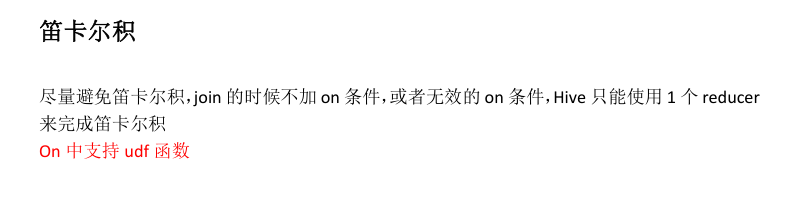 笛卡尔积
尽量避免笛卡尔积，join 的时候不加 on 条件，或者无效的 on 条件，Hive 只能使用 1 个 reducer
来完成笛卡尔积
On 中支持 udf 函数